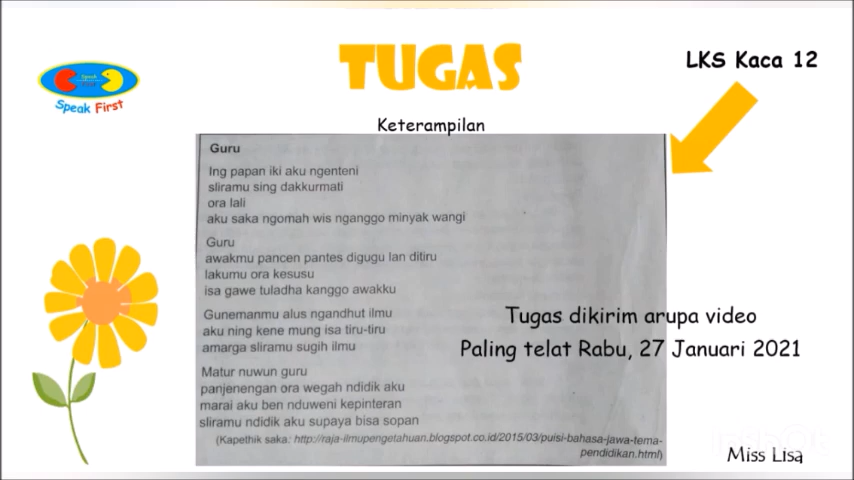 TUGAS
LKS Kaca 12
Speak First
Keterampilan
Guru
Ing papan iki aku ngenteni
sliramu sing dakkurmati
ora lali
aku saka ngomah wis nganggo minyak wangi
Guru
awakmu pancen pantes digugu lan ditiru
lakumu ora kesusu
isa gawe tuladha kanggo awakku
Gunemanmu alus ngandhut ilmu
aku ning kene mung isa tiru-tiru
amarga sliramu sugih ilmu
Matur nuwun guru
panjenengan ora wegah ndidik aku
marai aku ben nduweni kepinteran
sliramu ndidik aku supaya bisa sopan
(Kapethik saka: http://raja-ilmupengetahuan.blogspot.co.id/2015/03/puisi-bahasa-jawa-tema-
pendidikan.html)
Tugas dikirim arupa video
Paling telat Rabu, 27 Januari 2021
Miss Lisa